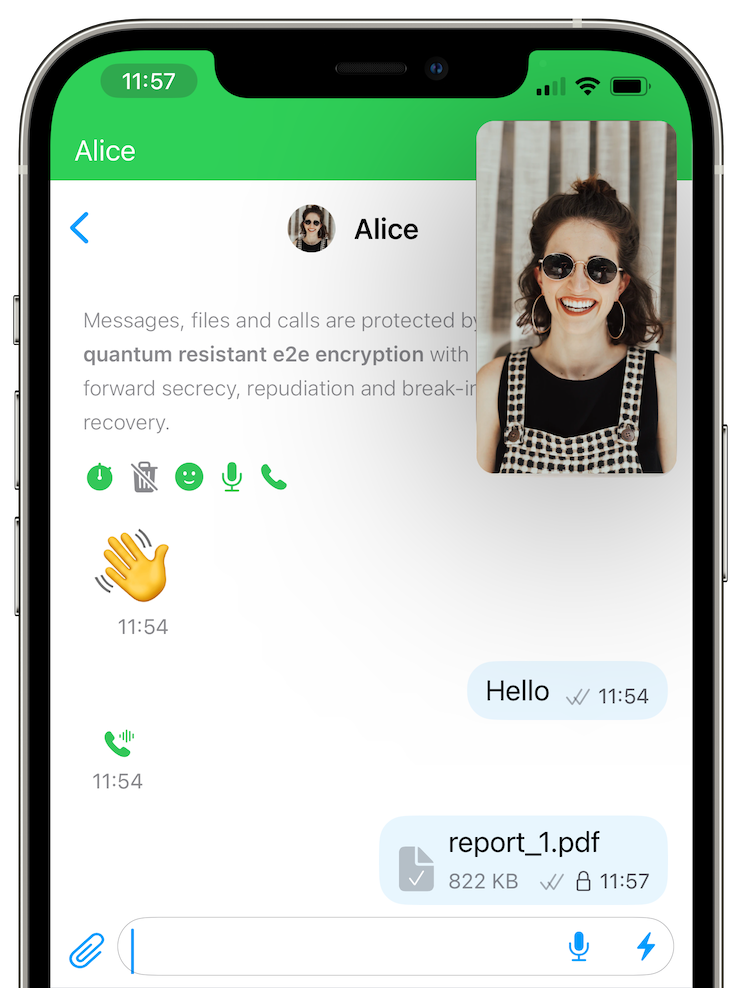 11:57
Alice
Alice
Messages, files and calls are protected by
quantum resistant e2e encryption with
forward secrecy, repudiation and break-in
recovery.
11:54
Hello 11:54
11:54
report_1.pdf
822 KB 11:57